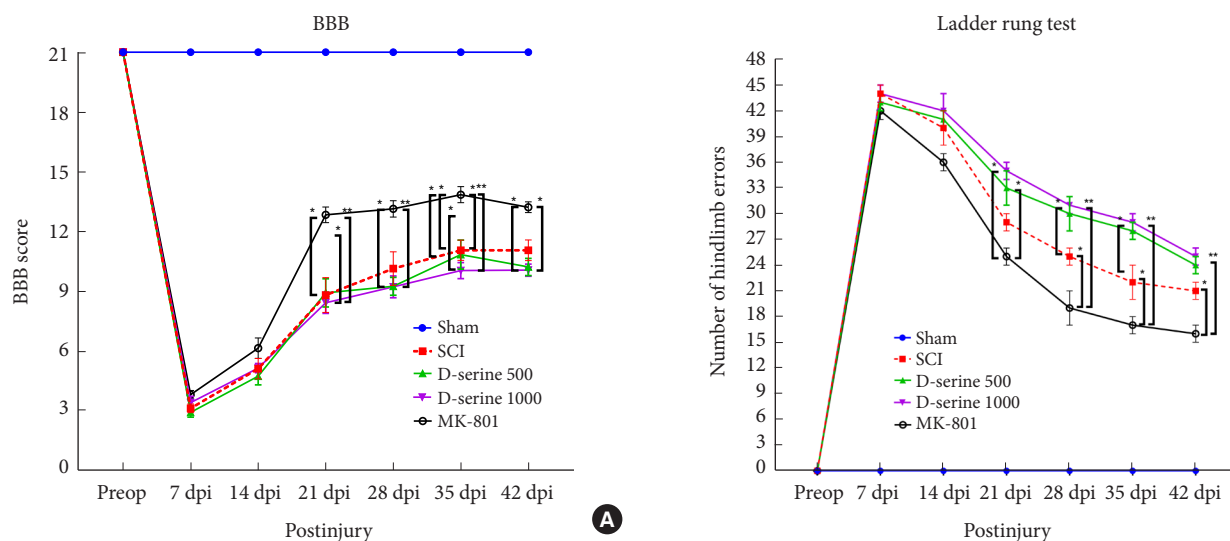 BBB
BBB score
21
18
15
12
9
6
3
0
* ** * * ** * * * * ** * *
Sham
SCI
D-serine 500
D-serine 1000
MK-801
Preop 7 dpi 14 dpi 21 dpi 28 dpi 35 dpi 42 dpi
Postinjury
A
Ladder rung test
Number of hindlimb errors
48
45
42
39
36
33
30
27
24
21
18
15
12
9
6
3
0
* * * ** * * ** * ** *
Sham
SCI
D-serine 500
D-serine 1000
MK-801
Preop 7 dpi 14 dpi 21 dpi 28 dpi 35 dpi 42 dpi
Postinjury